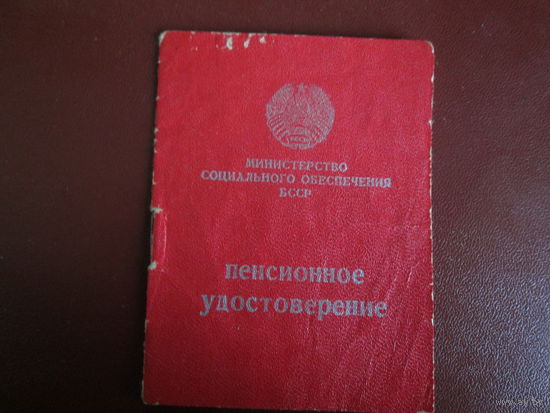 МИНИСТЕРСТВО
СОЦИАЛЬНОГО ОБЕСПЕЧЕНИЯ
БССР
пенсионное
удостоверение